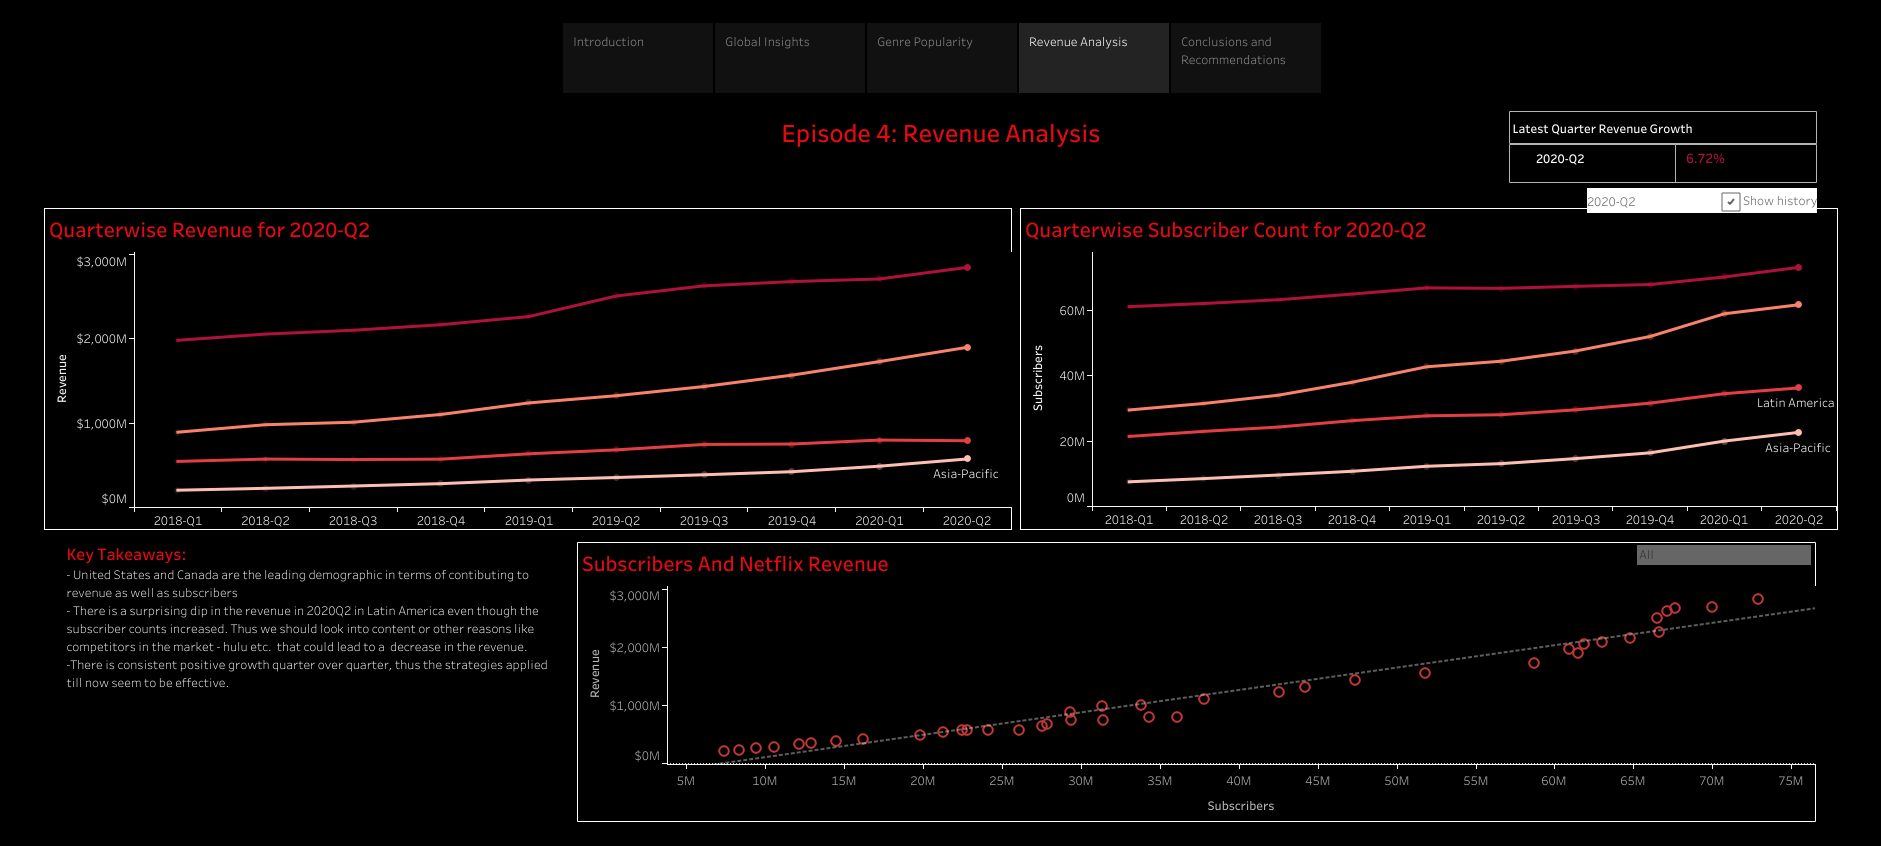 Introduction
Global Insights
Genre Popularity
Revenue Analysis
Conclusions and
Recommendations
Episode 4: Revenue Analysis
Latest Quarter Revenue Growth
2020-Q2 6.72%
2020-Q2 Show history
Quarterwise Revenue for 2020-Q2
$3,000M
$2,000M
$1,000M
$0M
Revenue
Asia-Pacific
2018-Q1 2018-Q2 2018-Q3 2018-Q4 2019-Q1 2019-Q2 2019-Q3 2019-Q4 2020-Q1 2020-Q2
Quarterwise Subscriber Count for 2020-Q2
60M
40M
20M
0M
Subscribers
Latin America
Asia-Pacific
2018-Q1 2018-Q2 2018-Q3 2018-Q4 2019-Q1 2019-Q2 2019-Q3 2019-Q4 2020-Q1 2020-Q2
Key Takeaways:
- United States and Canada are the leading demographic in terms of contibuting to
revenue as well as subscribers
- There is a surprising dip in the revenue in 2020Q2 in Latin America even though the
subscriber counts increased. Thus we should look into content or other reasons like
competitors in the market - hulu etc.  that could lead to a  decrease in the revenue.
-There is consistent positive growth quarter over quarter, thus the strategies applied
till now seem to be effective.
Subscribers And Netflix Revenue
All
$3,000M
$2,000M
$1,000M
$0M
Revenue
5M 10M 15M 20M 25M 30M 35M 40M 45M 50M 55M 60M 65M 70M 75M
Subscribers